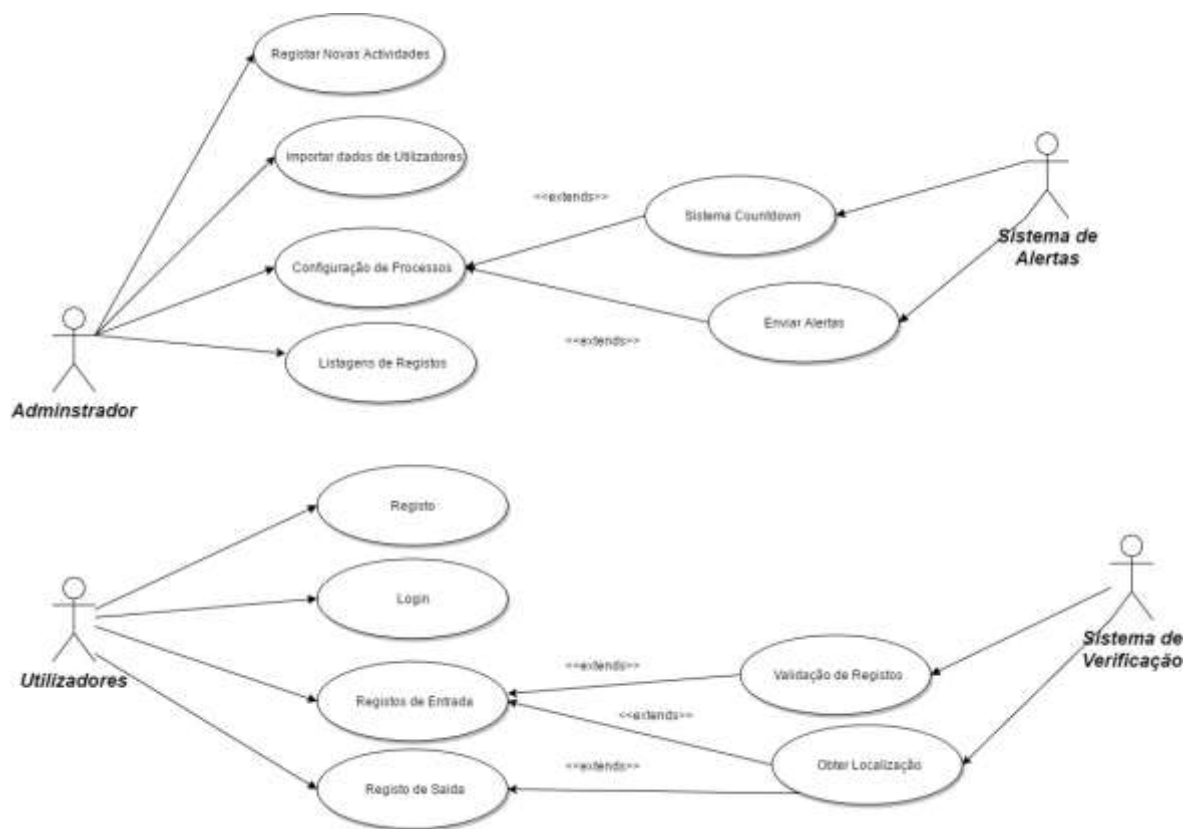 Registar Novas Actividades
Importar dados de Utilizadores
<<extends>>
Sistema Countdown
Sistema de
Alertas
Configuração de Processos
Enviar Alertas
<<extends>>
Listagens de Registos
Adminstrador
Registo
Login
Utilizadores
Sistema de
Verificação
<<extends>>
Validação de Registos
Registos de Entrada
<<extends>>
Obter Localização
<<extends>>
Registo de Saída